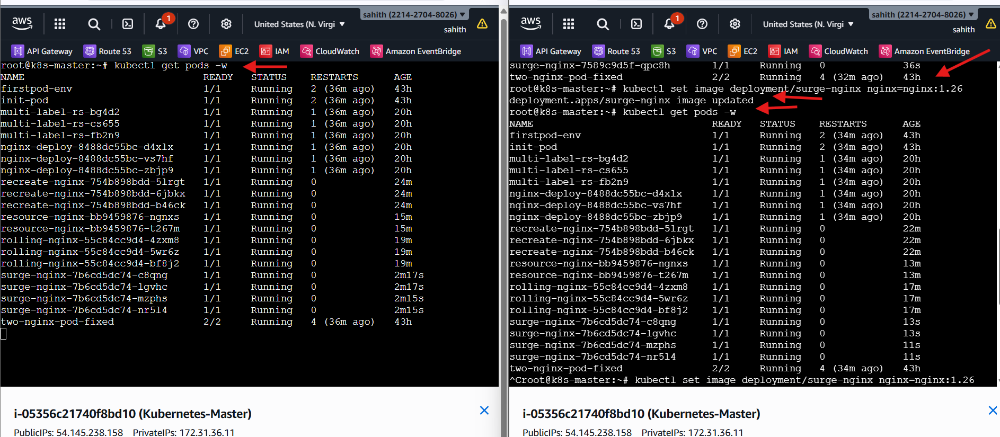 aws
1
United States (N. Virgi
sahith (2214-2704-8026)
sahith
API Gateway Route 53 S3 VPC EC2 IAM CloudWatch Amazon EventBridge
root@k8s-master:~# kubectl get pods -w
NAME READY STATUS RESTARTS AGE
firstpod-env 1/1 Running 2 (36m ago) 43h
init-pod 1/1 Running 2 (36m ago) 43h
multi-label-rs-bg4d2 1/1 Running 1 (36m ago) 20h
multi-label-rs-cs655 1/1 Running 1 (36m ago) 20h
multi-label-rs-fb2n9 1/1 Running 1 (36m ago) 20h
nginx-deploy-8488dc55bc-d4xlx 1/1 Running 1 (36m ago) 20h
nginx-deploy-8488dc55bc-vs7hf 1/1 Running 1 (36m ago) 20h
nginx-deploy-8488dc55bc-zbjp9 1/1 Running 1 (36m ago) 20h
recreate-nginx-754b898bdd-5lrgt 1/1 Running 0 24m
recreate-nginx-754b898bdd-6jbkx 1/1 Running 0 24m
recreate-nginx-754b898bdd-b46ck 1/1 Running 0 24m
resource-nginx-bb9459876-ngnxs 1/1 Running 0 15m
resource-nginx-bb9459876-t267m 1/1 Running 0 15m
rolling-nginx-55c84cc9d4-4zxm8 1/1 Running 0 19m
rolling-nginx-55c84cc9d4-5wr6z 1/1 Running 0 19m
rolling-nginx-55c84cc9d4-bf8j2 1/1 Running 0 19m
surge-nginx-7b6cd5dc74-c8qng 1/1 Running 0 2m17s
surge-nginx-7b6cd5dc74-lgvhc 1/1 Running 0 2m17s
surge-nginx-7b6cd5dc74-mzphs 1/1 Running 0 2m15s
surge-nginx-7b6cd5dc74-nr5l4 1/1 Running 0 2m15s
two-nginx-pod-fixed 2/2 Running 4 (36m ago) 43h
i-05356c21740f8bd10 (Kubernetes-Master)
PublicIPs: 54.145.238.158 PrivateIPs: 172.31.36.11
aws
1
United States (N. Virgi
sahith (2214-2704-8026)
sahith
API Gateway Route 53 S3 VPC EC2 IAM CloudWatch Amazon EventBridge
surge-nginx-7589c9d5f-qpc8h 1/1 Running 0 36s
two-nginx-pod-fixed 2/2 Running 4 (32m ago) 43h
root@k8s-master:~# kubectl set image deployment/surge-nginx nginx=nginx:1.26
deployment.apps/surge-nginx image updated
root@k8s-master:~# kubectl get pods -w
NAME READY STATUS RESTARTS AGE
firstpod-env 1/1 Running 2 (34m ago) 43h
init-pod 1/1 Running 2 (34m ago) 43h
multi-label-rs-bg4d2 1/1 Running 1 (34m ago) 20h
multi-label-rs-cs655 1/1 Running 1 (34m ago) 20h
multi-label-rs-fb2n9 1/1 Running 1 (34m ago) 20h
nginx-deploy-8488dc55bc-d4xlx 1/1 Running 1 (34m ago) 20h
nginx-deploy-8488dc55bc-vs7hf 1/1 Running 1 (34m ago) 20h
nginx-deploy-8488dc55bc-zbjp9 1/1 Running 1 (34m ago) 20h
recreate-nginx-754b898bdd-5lrgt 1/1 Running 0 22m
recreate-nginx-754b898bdd-6jbkx 1/1 Running 0 22m
recreate-nginx-754b898bdd-b46ck 1/1 Running 0 22m
resource-nginx-bb9459876-ngnxs 1/1 Running 0 13m
resource-nginx-bb9459876-t267m 1/1 Running 0 13m
rolling-nginx-55c84cc9d4-4zxm8 1/1 Running 0 17m
rolling-nginx-55c84cc9d4-5wr6z 1/1 Running 0 17m
rolling-nginx-55c84cc9d4-bf8j2 1/1 Running 0 17m
surge-nginx-7b6cd5dc74-c8qng 1/1 Running 0 13s
surge-nginx-7b6cd5dc74-lgvhc 1/1 Running 0 13s
surge-nginx-7b6cd5dc74-mzphs 1/1 Running 0 11s
surge-nginx-7b6cd5dc74-nr5l4 1/1 Running 0 11s
two-nginx-pod-fixed 2/2 Running 4 (34m ago) 43h
^Croot@k8s-master:~# kubectl set image deployment/surge-nginx nginx=nginx:1.26
i-05356c21740f8bd10 (Kubernetes-Master)
PublicIPs: 54.145.238.158 PrivateIPs: 172.31.36.11